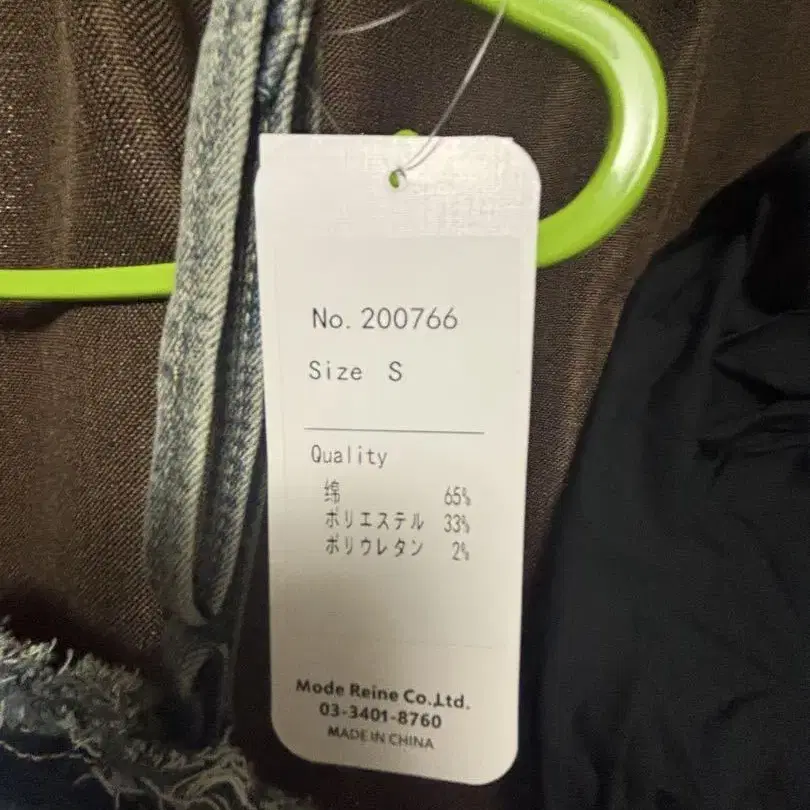 No. 200766
Size S
Quality
绵 65%
ポリエステル 33%
ポリウレタン 2%
Mode Reine Co.,Ltd.
03-3401-8760
MADE IN CHINA